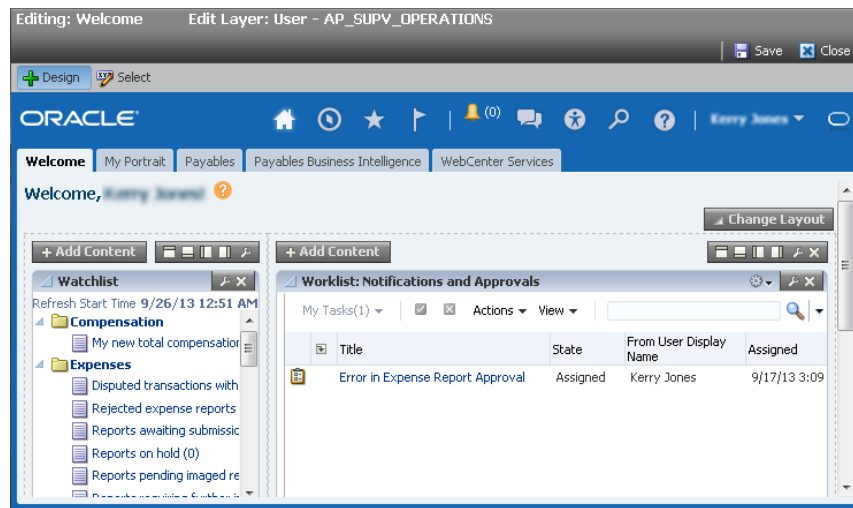 Editing: Welcome Edit Layer: User - AP_SUPV_OPERATIONS
Save Close
Design Select
ORACLE (0)
Welcome My Portrait Payables Payables Business Intelligence WebCenter Services
Welcome,
Change Layout
+ Add Content + Add Content
Watchlist
Refresh Start Time 9/26/13 12:51 AM
Compensation
My new total compensation
Expenses
Disputed transactions with
Rejected expense reports
Reports awaiting submissic
Reports on hold (0)
Reports pending imaged re
Worklist: Notifications and Approvals
My Tasks(1) Actions View
Title State From User Display Name Assigned
Error in Expense Report Approval Assigned Kerry Jones 9/17/13 3:09